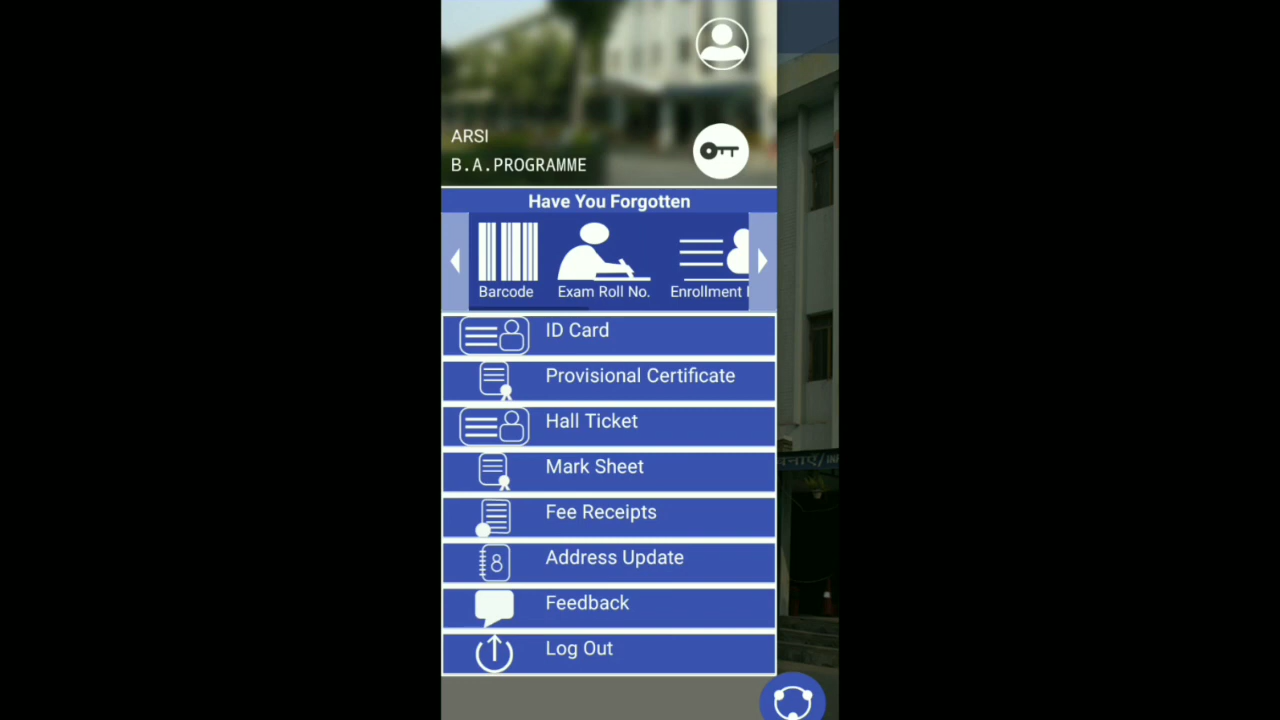 ARSI
B.A.PROGRAMME
Have You Forgotten
Barcode
Exam Roll No.
Enrollment
ID Card
Provisional Certificate
Hall Ticket
Mark Sheet
Fee Receipts
Address Update
Feedback
Log Out